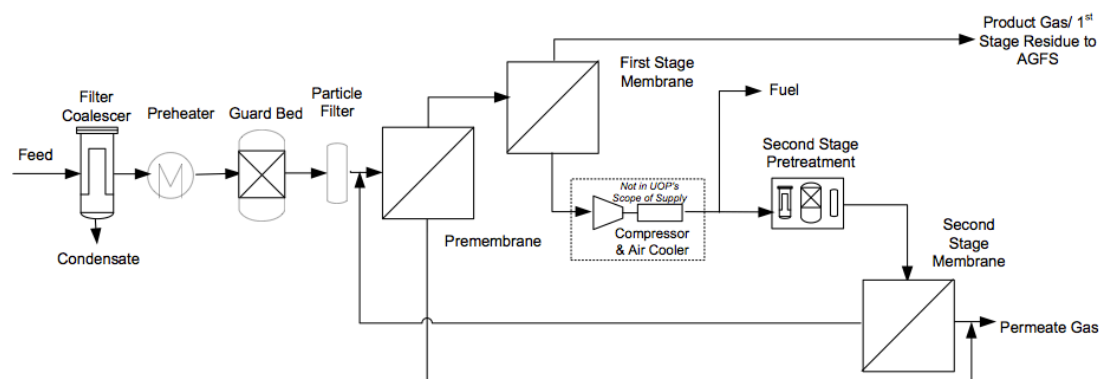 Product Gas/ 1st
Stage Residue to
AGFS
First Stage
Membrane
Fuel
Filter
Coalescer
Preheater
Guard Bed
Particle
Filter
Feed
Second Stage
Pretreatment
Not in UOP's
Scope of Supply
Compressor
& Air Cooler
Premembrane
Condensate
Second
Stage
Membrane
Permeate Gas